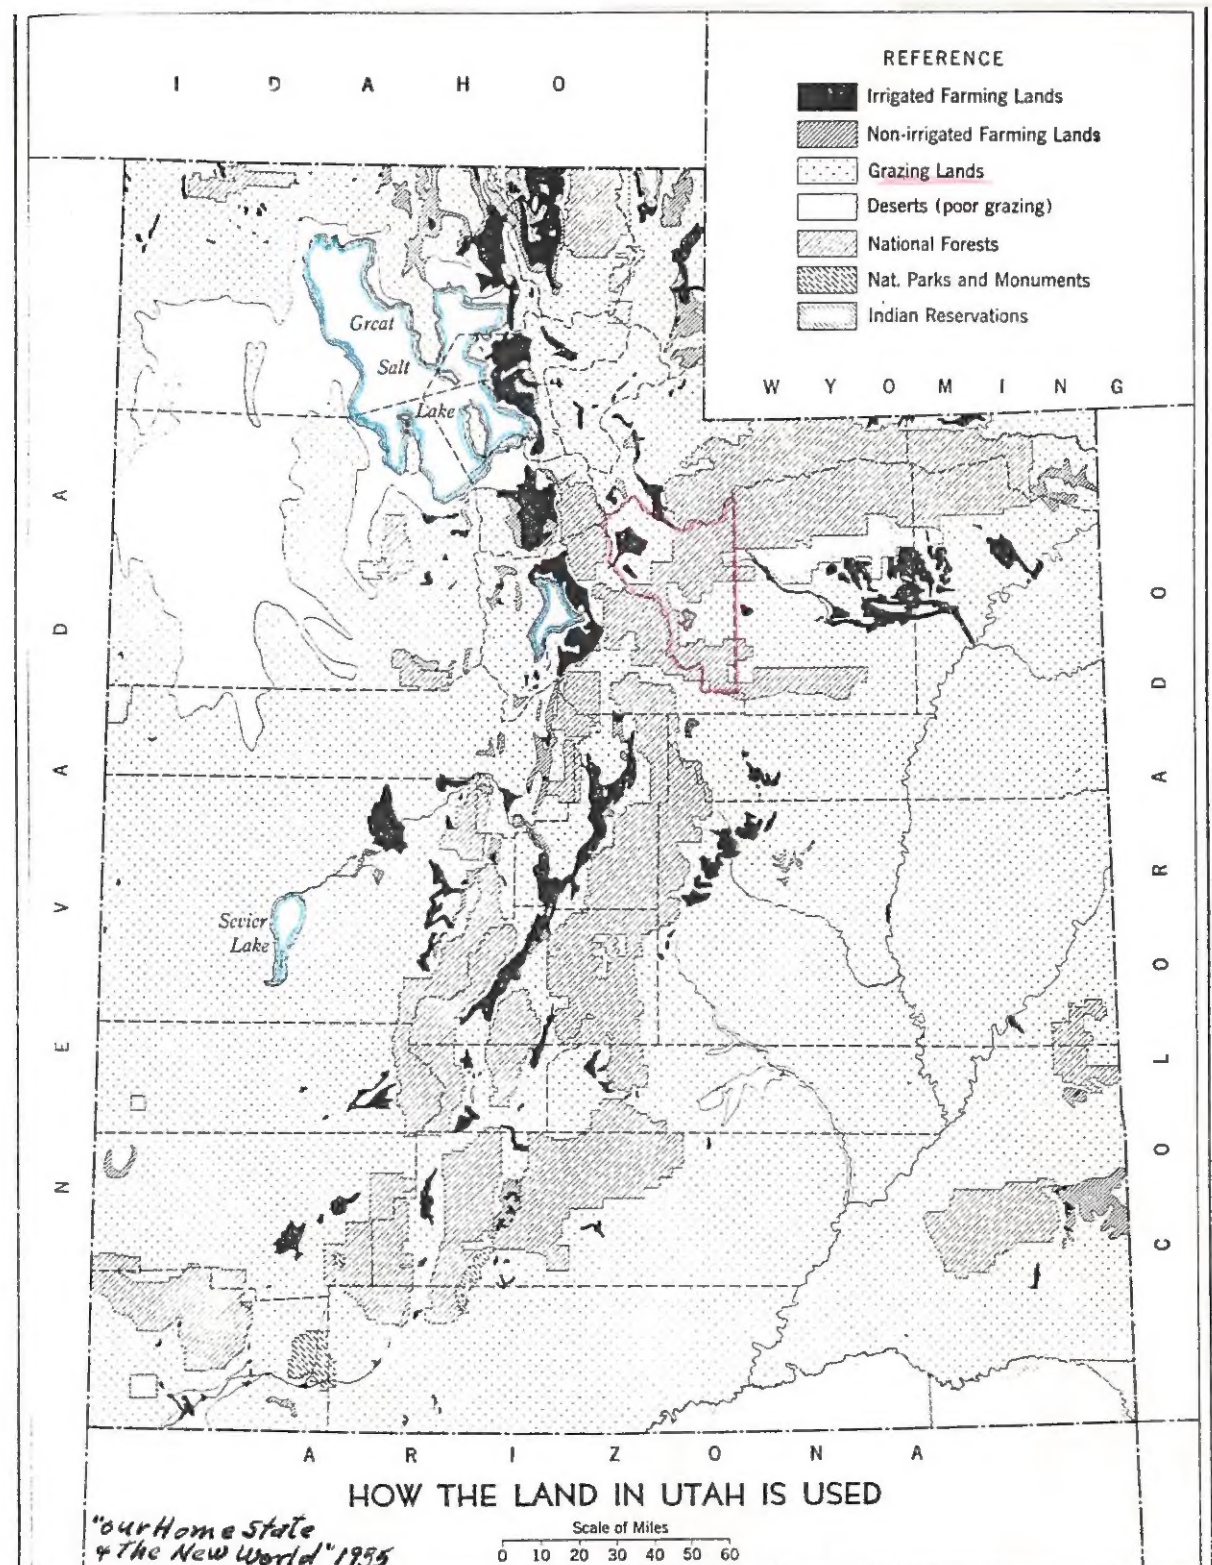 I D A H O
REFERENCE
Irrigated Farming Lands
Non-irrigated Farming Lands
Grazing Lands
Deserts (poor grazing)
National Forests
Nat. Parks and Monuments
Indian Reservations
W Y O M I N G
Great
Salt
Lake
N E V A D A
C O L O R A D O
Sevier
Lake
A R I Z O N A
HOW THE LAND IN UTAH IS USED
Scale of Miles
0 10 20 30 40 50 60
"our Home State
& The New World" 1955